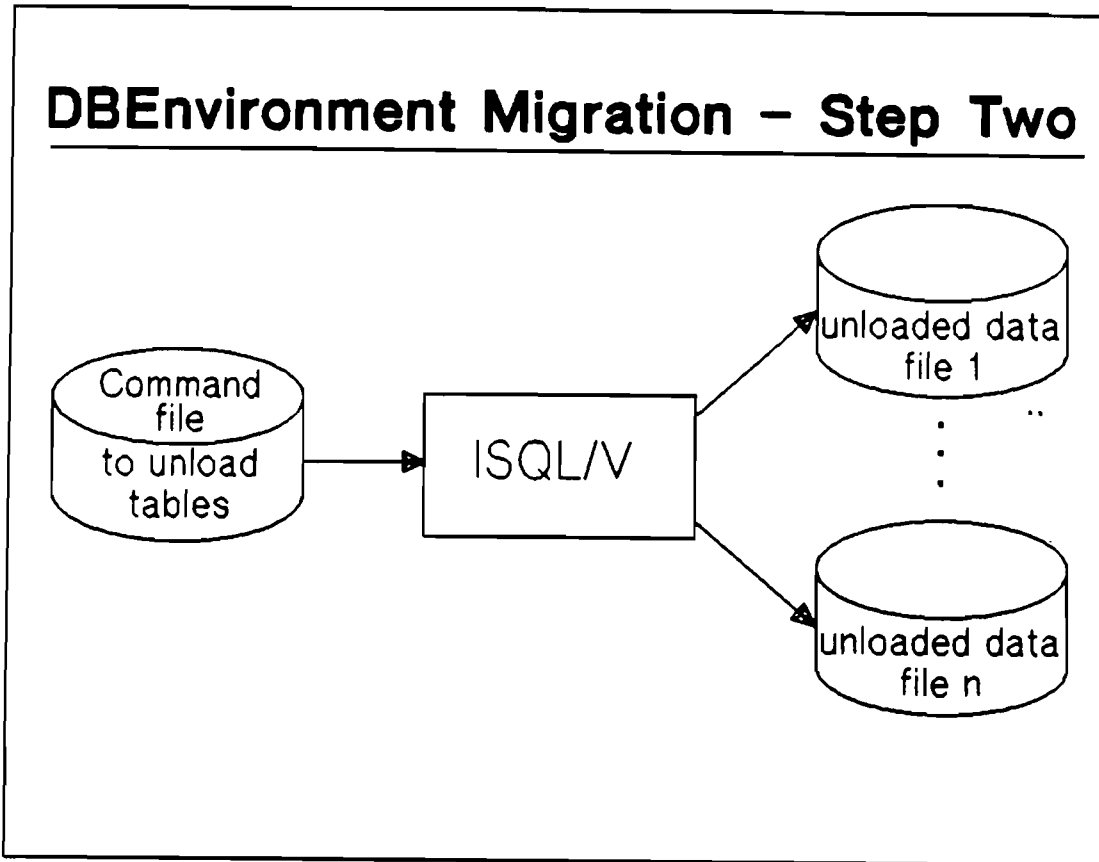 DBEnvironment Migration - Step Two
Command
file
to unload
tables
ISQL/V
unloaded data
file 1
unloaded data
file n